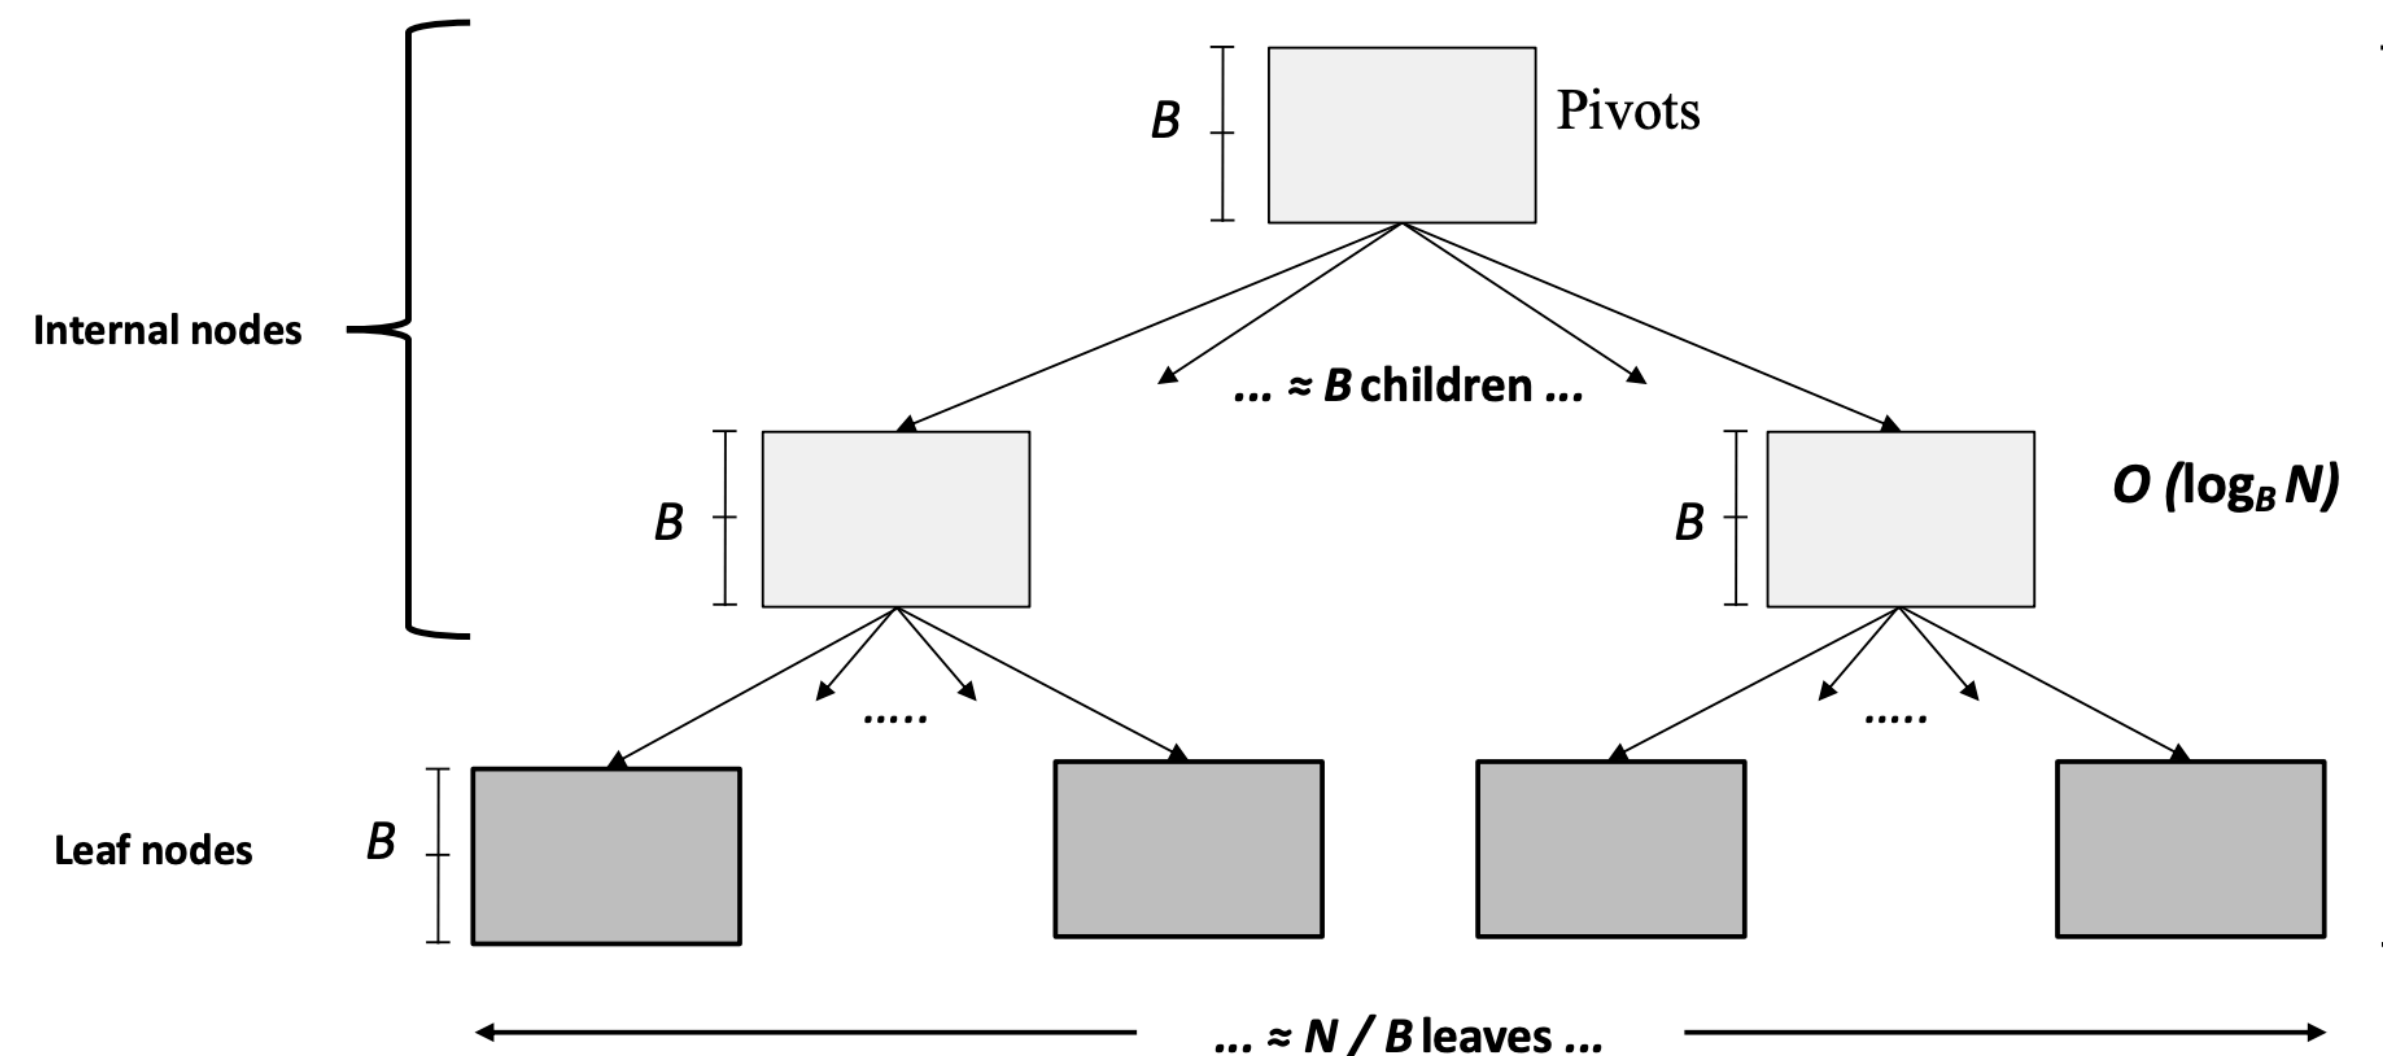 Pivots
B
Internal nodes
... ≈ B children ...
B
B
O (log_B N)
.....
.....
Leaf nodes
B
... ≈ N / B leaves ...